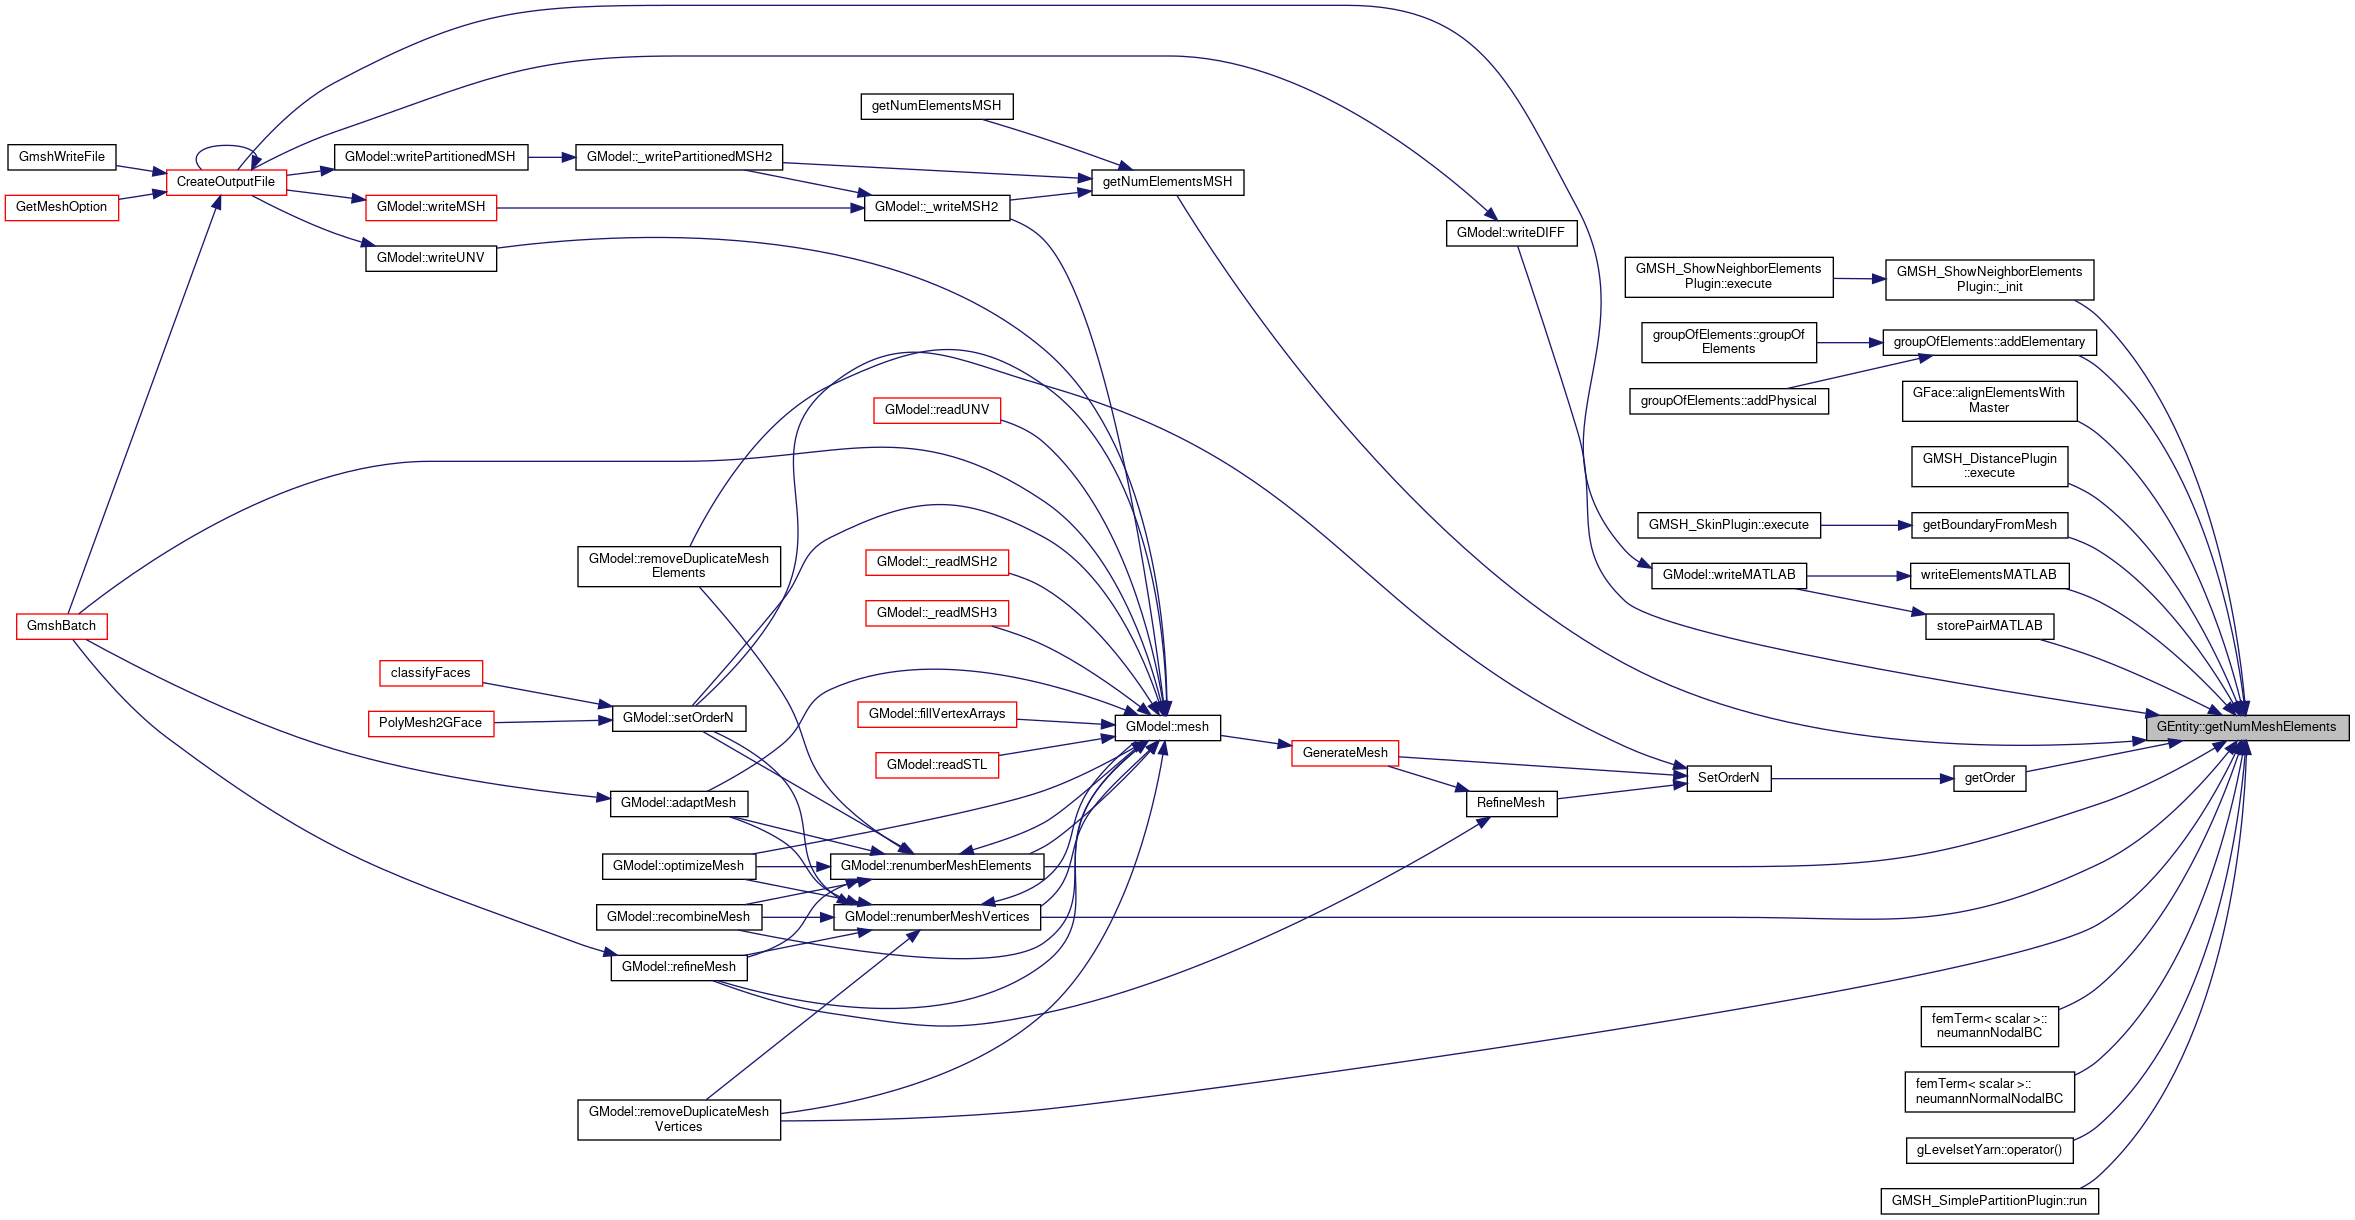 getNumElementsMSH
GmshWriteFile
GModel::writePartitionedMSH
GModel::_writePartitionedMSH2
CreateOutputFile
getNumElementsMSH
GetMeshOption
GModel::writeMSH
GModel::_writeMSH2
GModel::writeDIFF
GModel::writeUNV
GMSH_ShowNeighborElements
Plugin::execute
GMSH_ShowNeighborElements
Plugin::_init
groupOfElements::groupOf
Elements
groupOfElements::addElementary
groupOfElements::addPhysical
GFace::alignElementsWith
Master
GModel::readUNV
GMSH_DistancePlugin
::execute
GMSH_SkinPlugin::execute
getBoundaryFromMesh
GModel::removeDuplicateMesh
Elements
GModel::_readMSH2
GModel::writeMATLAB
writeElementsMATLAB
GModel::_readMSH3
GmshBatch
storePairMATLAB
classifyFaces
PolyMesh2GFace
GModel::setOrderN
GModel::fillVertexArrays
GModel::mesh
GEntity::getNumMeshElements
GModel::readSTL
GenerateMesh
SetOrderN
getOrder
GModel::adaptMesh
RefineMesh
GModel::optimizeMesh
GModel::renumberMeshElements
GModel::recombineMesh
GModel::renumberMeshVertices
GModel::refineMesh
femTerm< scalar >::
neumannNodalBC
femTerm< scalar >::
neumannNormalNodalBC
GModel::removeDuplicateMesh
Vertices
gLevelsetYarn::operator()
GMSH_SimplePartitionPlugin::run